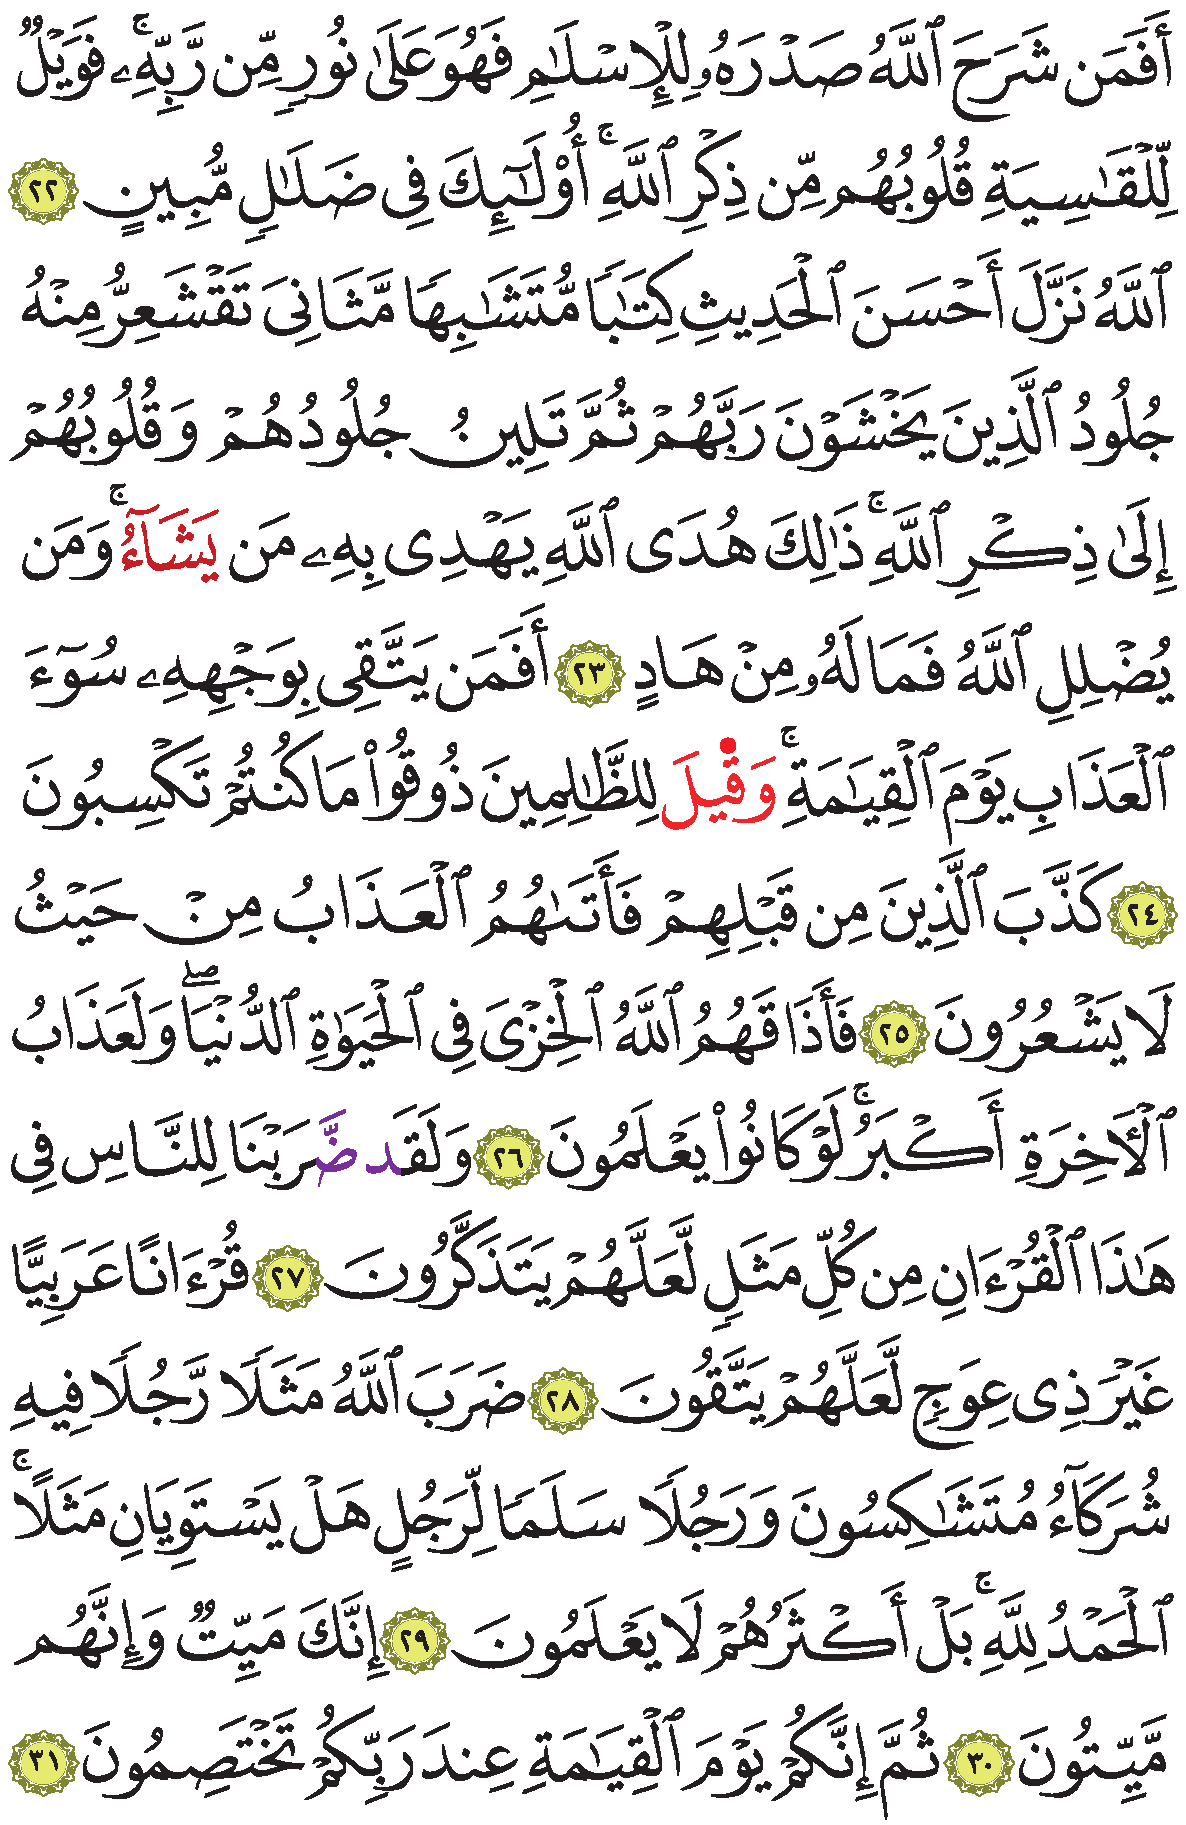 أَفَمَن شَرَحَ ٱللَّهُ صَدْرَهُۥ لِلْإِسْلَٰمِ فَهُوَ عَلَىٰ نُورٍ مِّن رَّبِّهِۦۚ فَوَيْلٌ
لِّلْقَٰسِيَةِ قُلُوبُهُم مِّن ذِكْرِ ٱللَّهِۚ أُو۟لَٰٓئِكَ فِى ضَلَٰلٍ مُّبِينٍ ٢٢
ٱللَّهُ نَزَّلَ أَحْسَنَ ٱلْحَدِيثِ كِتَٰبًا مُّتَشَٰبِهًا مَّثَانِىَ تَقْشَعِرُّ مِنْهُ
جُلُودُ ٱلَّذِينَ يَخْشَوْنَ رَبَّهُمْ ثُمَّ تَلِينُ جُلُودُهُمْ وَقُلُوبُهُمْ
إِلَىٰ ذِكْرِ ٱللَّهِۚ ذَٰلِكَ هُدَى ٱللَّهِ يَهْدِى بِهِۦ مَن يَشَآءُۚ وَمَن
يُضْلِلِ ٱللَّهُ فَمَا لَهُۥ مِنْ هَادٍ ٢٣ أَفَمَن يَتَّقِى بِوَجْهِهِۦ سُوٓءَ
ٱلْعَذَابِ يَوْمَ ٱلْقِيَٰمَةِۚ وَقِيلَ لِلظَّٰلِمِينَ ذُوقُوا۟ مَا كُنتُمْ تَكْسِبُونَ
٢٤ كَذَّبَ ٱلَّذِينَ مِن قَبْلِهِمْ فَأَتَىٰهُمُ ٱلْعَذَابُ مِنْ حَيْثُ
لَا يَشْعُرُونَ ٢٥ فَأَذَاقَهُمُ ٱللَّهُ ٱلْخِزْىَ فِى ٱلْحَيَوٰةِ ٱلدُّنْيَاۖ وَلَعَذَابُ
ٱلْـَٔاخِرَةِ أَكْبَرُۚ لَوْ كَانُوا۟ يَعْلَمُونَ ٢٦ وَلَقَد ضَّرَبْنَا لِلنَّاسِ فِى
هَٰذَا ٱلْقُرْءَانِ مِن كُلِّ مَثَلٍ لَّعَلَّهُمْ يَتَذَكَّرُونَ ٢٧ قُرْءَانًا عَرَبِيًّا
غَيْرَ ذِى عِوَجٍ لَّعَلَّهُمْ يَتَّقُونَ ٢٨ ضَرَبَ ٱللَّهُ مَثَلًا رَّجُلًا فِيهِ
شُرَكَآءُ مُتَشَٰكِسُونَ وَرَجُلًا سَلَمًا لِّرَجُلٍ هَلْ يَسْتَوِيَانِ مَثَلًاۚ
ٱلْحَمْدُ لِلَّهِۚ بَلْ أَكْثَرُهُمْ لَا يَعْلَمُونَ ٢٩ إِنَّكَ مَيِّتٌ وَإِنَّهُم
مَّيِّتُونَ ٣٠ ثُمَّ إِنَّكُمْ يَوْمَ ٱلْقِيَٰمَةِ عِندَ رَبِّكُمْ تَخْتَصِمُونَ ٣١